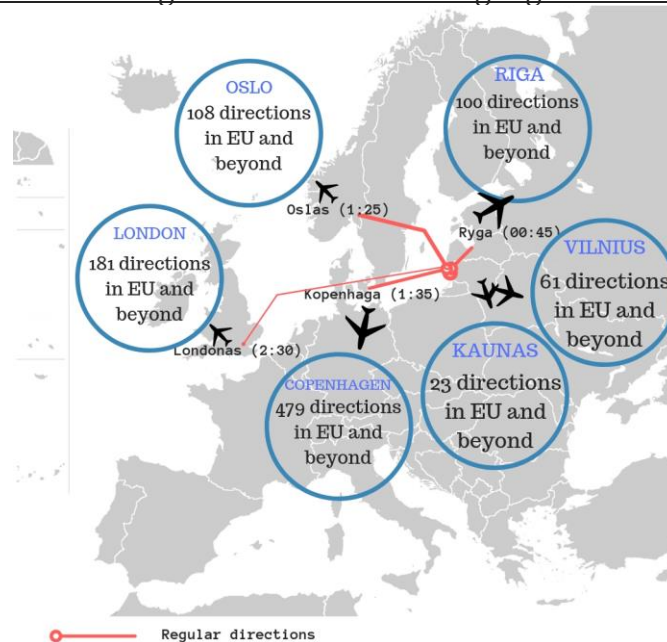 OSLO
108 directions
in EU and
beyond
RIGA
100 directions
in EU and
beyond
Oslas (1:25)
Ryga (00:45)
LONDON
181 directions
in EU and
beyond
VILNIUS
61 directions
in EU and
beyond
Kopenhaga (1:35)
Londonas (2:30)
KAUNAS
23 directions
in EU and
beyond
COPENHAGEN
479 directions
in EU and
beyond
Regular directions